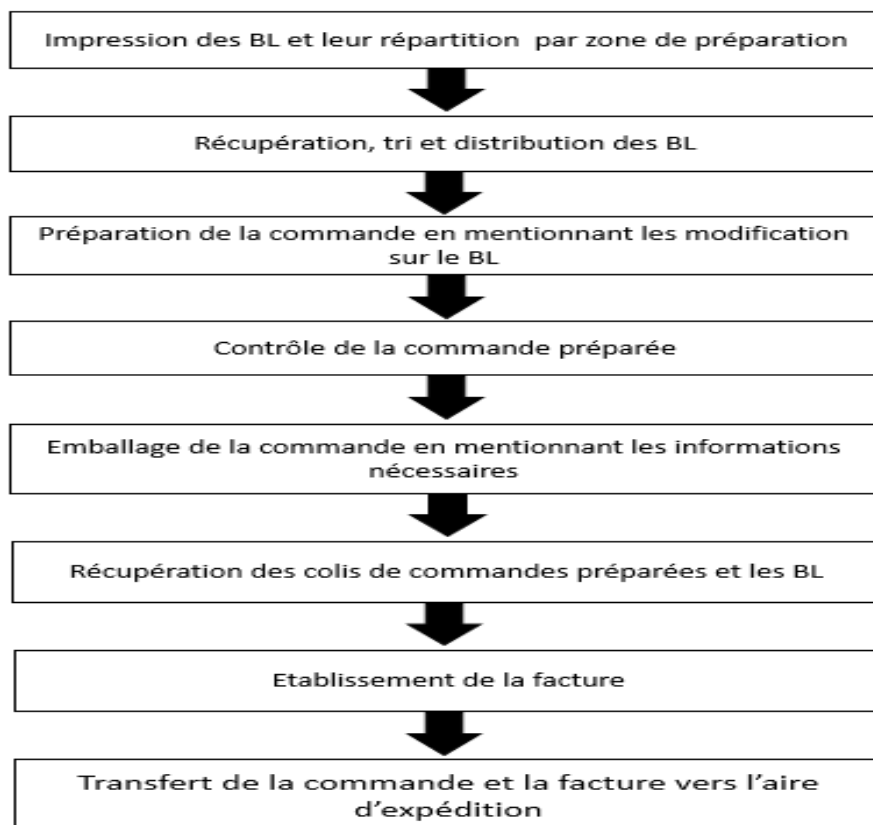 Impression des BL et leur répartition par zone de préparation
Récupération, tri et distribution des BL
Préparation de la commande en mentionnant les modification
sur le BL
Contrôle de la commande préparée
Emballage de la commande en mentionnant les informations
nécessaires
Récupération des colis de commandes préparées et les BL
Etablissement de la facture
Transfert de la commande et la facture vers l’aire
d’expédition